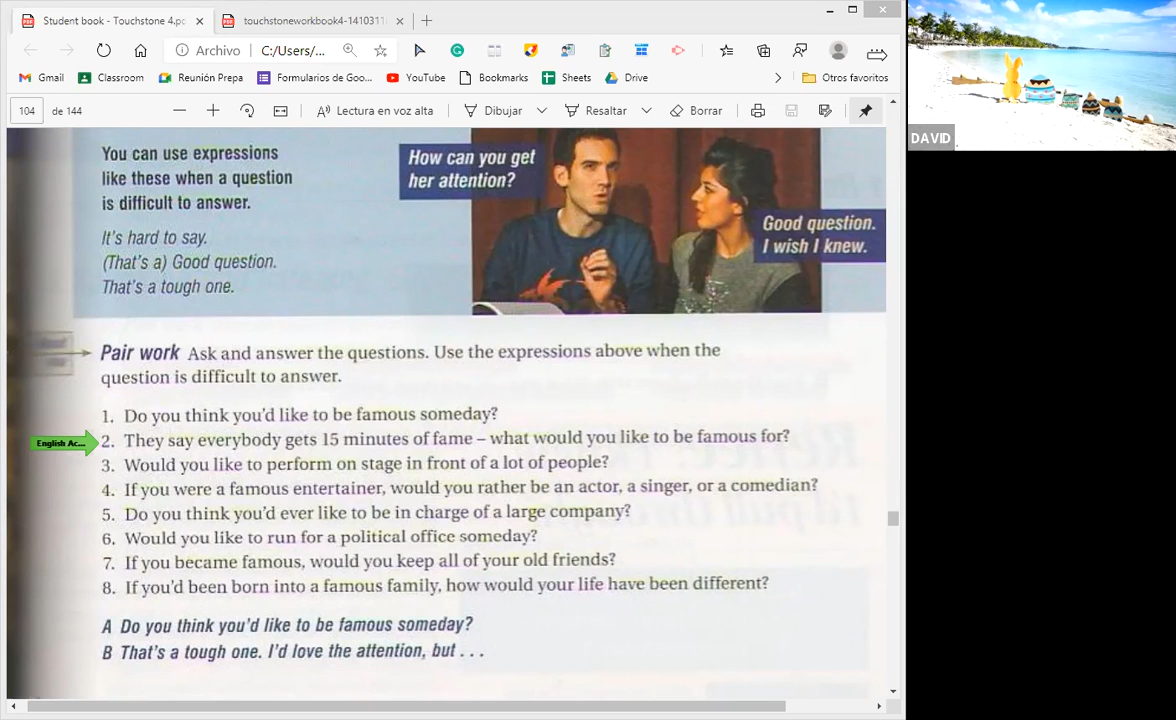 Student book - Touchstone 4.pc
touchstoneworkbook4-1410311
Archivo
C:/Users/...
Gmail
Classroom
Reunión Prepa
Formularios de Goo...
YouTube
Bookmarks
Sheets
Drive
Otros favoritos
104
de 144
Lectura en voz alta
Dibujar
Resaltar
Borrar
DAVID
You can use expressions
like these when a question
is difficult to answer.
It's hard to say.
(That's a) Good question.
That's a tough one.
How can you get
her attention?
Good question.
I wish I knew.
Pair work Ask and answer the questions. Use the expressions above when the
question is difficult to answer.
1. Do you think you'd like to be famous someday?
English Ac...
2. They say everybody gets 15 minutes of fame – what would you like to be famous for?
3. Would you like to perform on stage in front of a lot of people?
4. If you were a famous entertainer, would you rather be an actor, a singer, or a comedian?
5. Do you think you'd ever like to be in charge of a large company?
6. Would you like to run for a political office someday?
7. If you became famous, would you keep all of your old friends?
8. If you'd been born into a famous family, how would your life have been different?
A Do you think you'd like to be famous someday?
B That's a tough one. I'd love the attention, but . . .